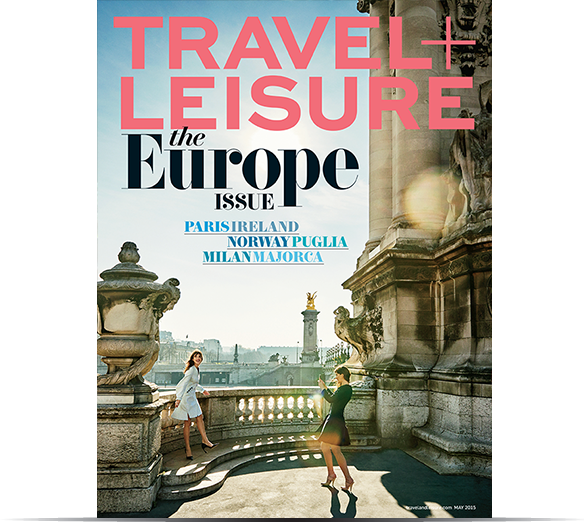 TRAVEL+
LEISURE
the
Europe
ISSUE
PARIS IRELAND
NORWAY PUGLIA
MILAN MAJORCA
MAY 2015